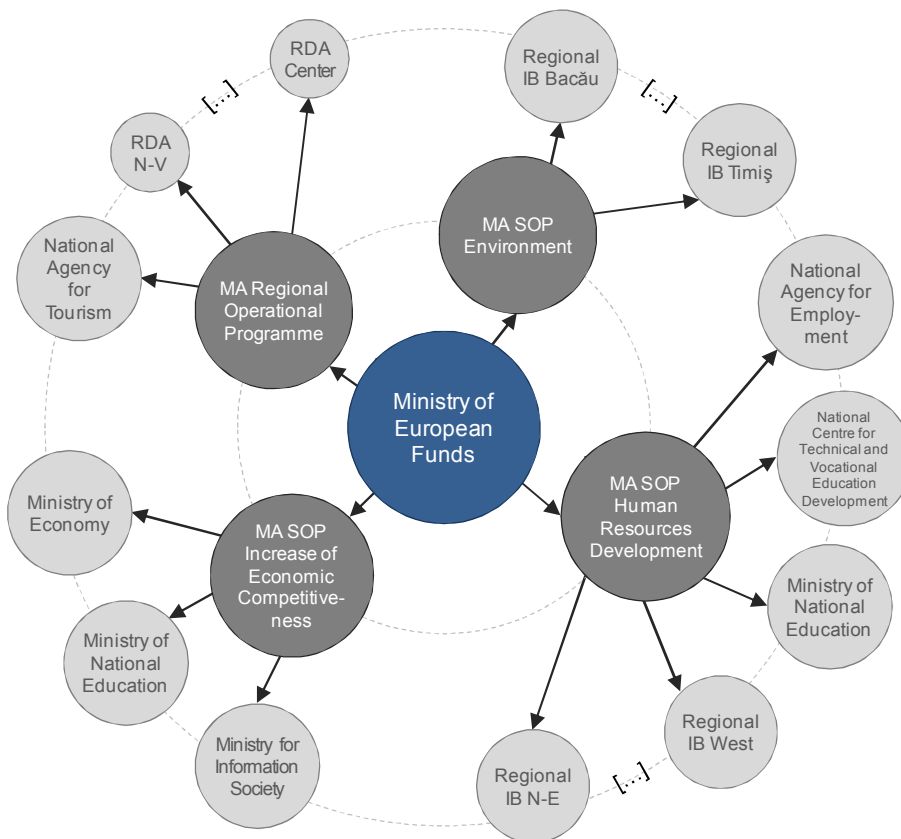 RDA
Center
[...]
RDA
N-V
National
Agency
for
Tourism
MA Regional
Operational
Programme
Regional
IB Bacău
[...]
Regional
IB Timiş
MA SOP
Environment
National
Agency for
Employ-
ment
Ministry of
European
Funds
National
Centre for
Technical and
Vocational
Education
Development
MA SOP
Human
Resources
Development
Ministry of
National
Education
Regional
IB West
[...]
Regional
IB N-E
Ministry of
Economy
MA SOP
Increase of
Economic
Competitive-
ness
Ministry of
National
Education
Ministry for
Information
Society